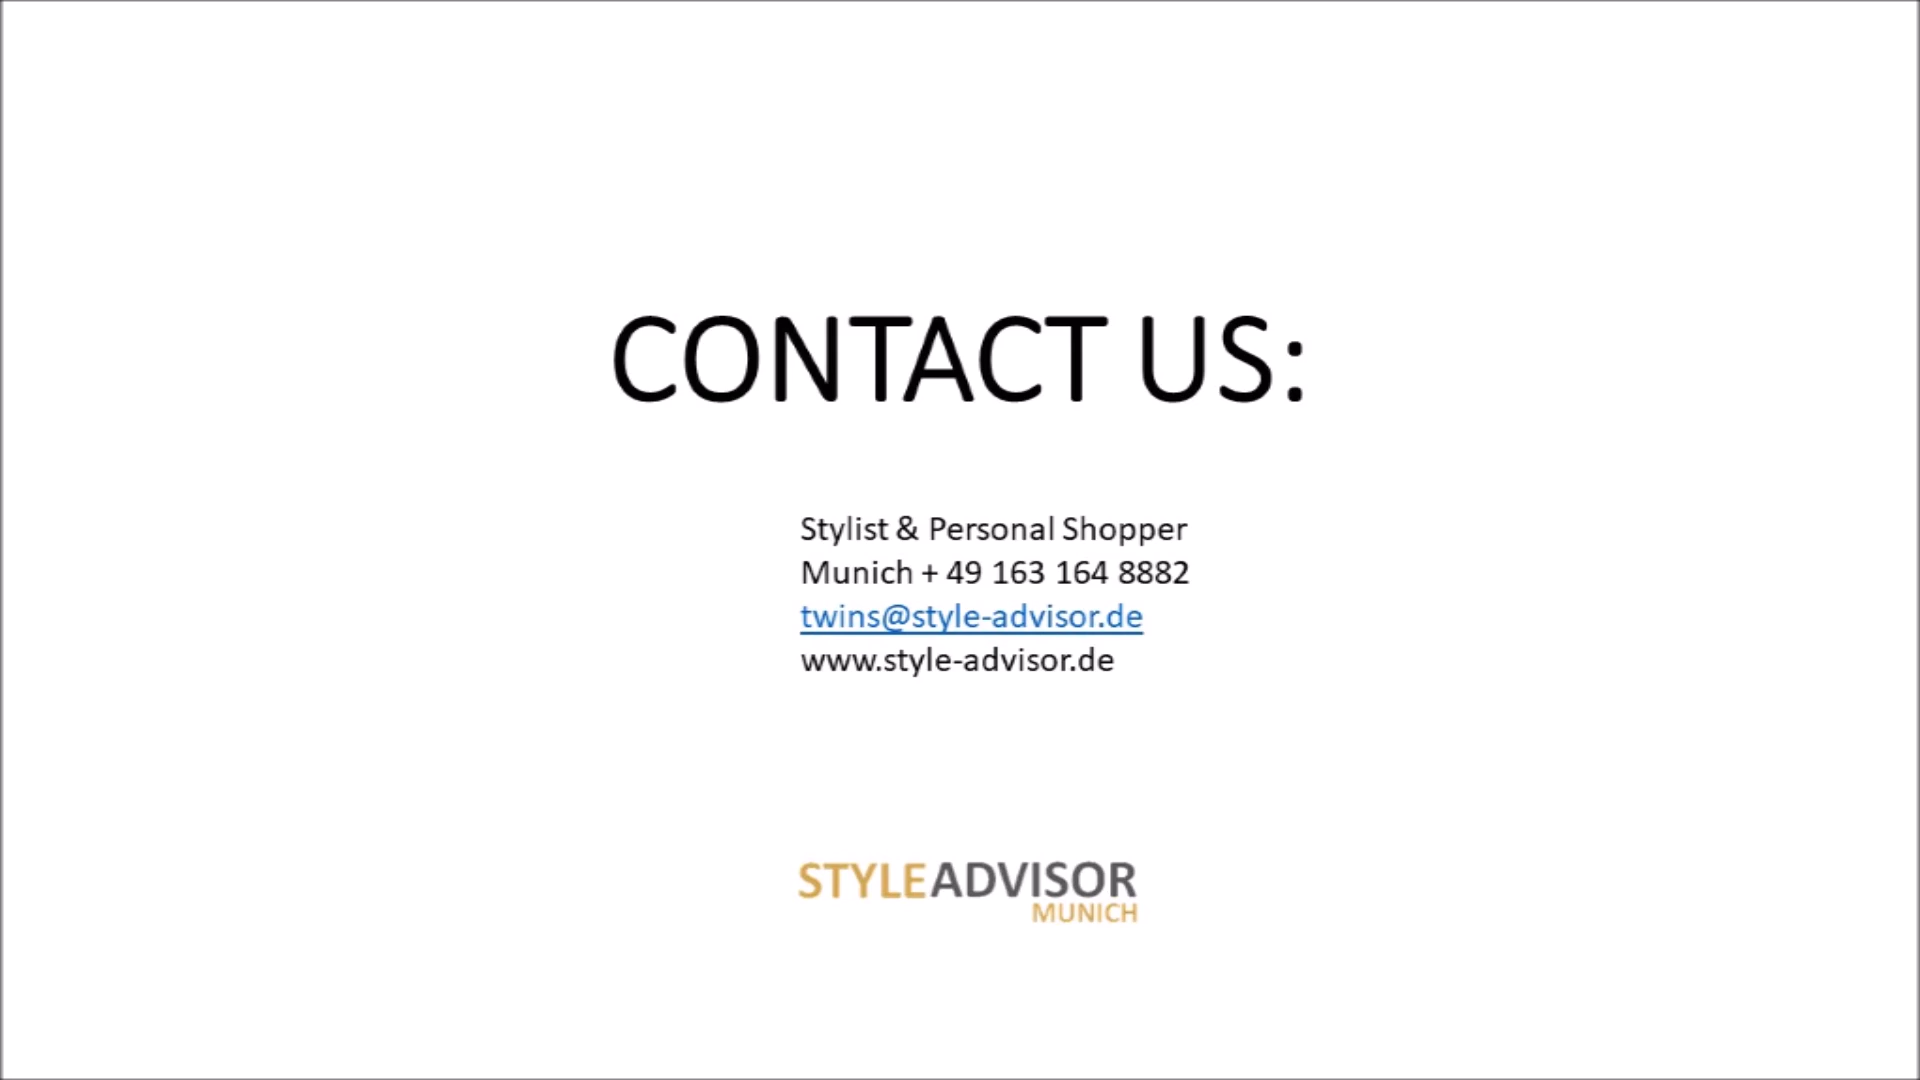 CONTACT US:
Stylist & Personal Shopper
Munich + 49 163 164 8882
twins@style-advisor.de
www.style-advisor.de
STYLEADVISOR
MUNICH